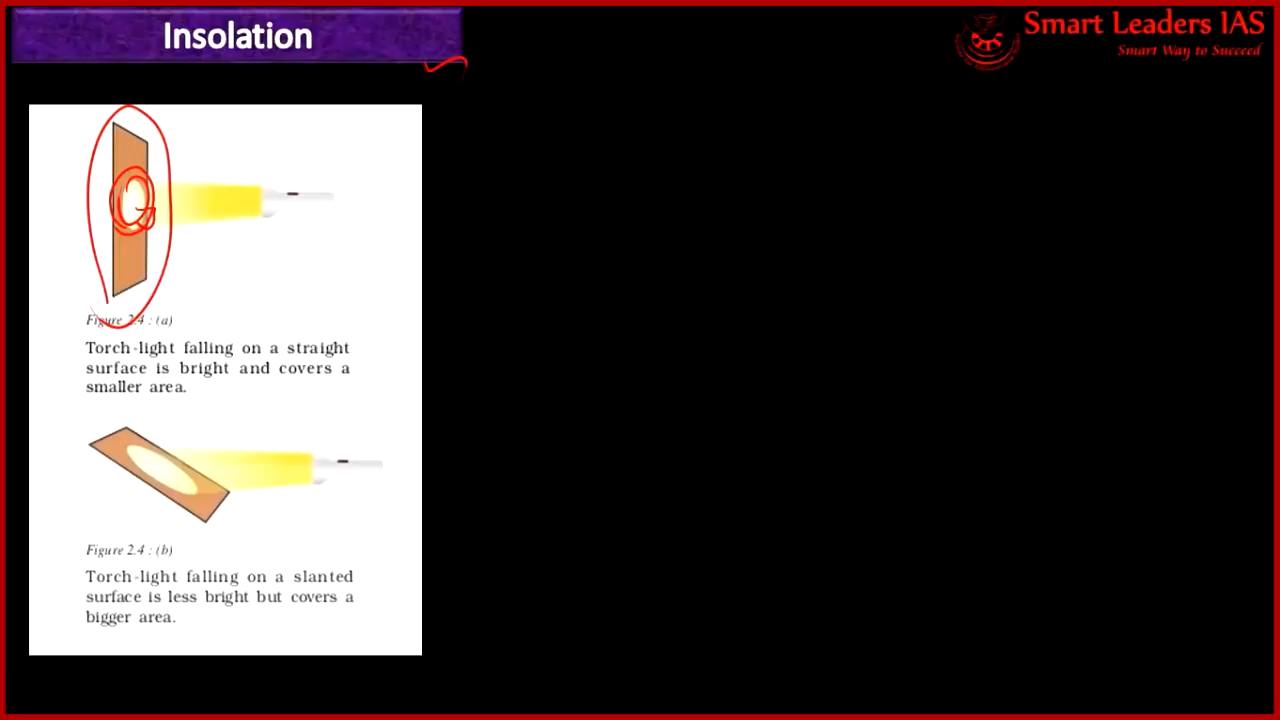 Insolation
Smart Leaders IAS
Smart Way to Succeed
Figure 2.4 : (a)
Torch-light falling on a straight
surface is bright and covers a
smaller area.
Figure 2.4 : (b)
Torch-light falling on a slanted
surface is less bright but covers a
bigger area.